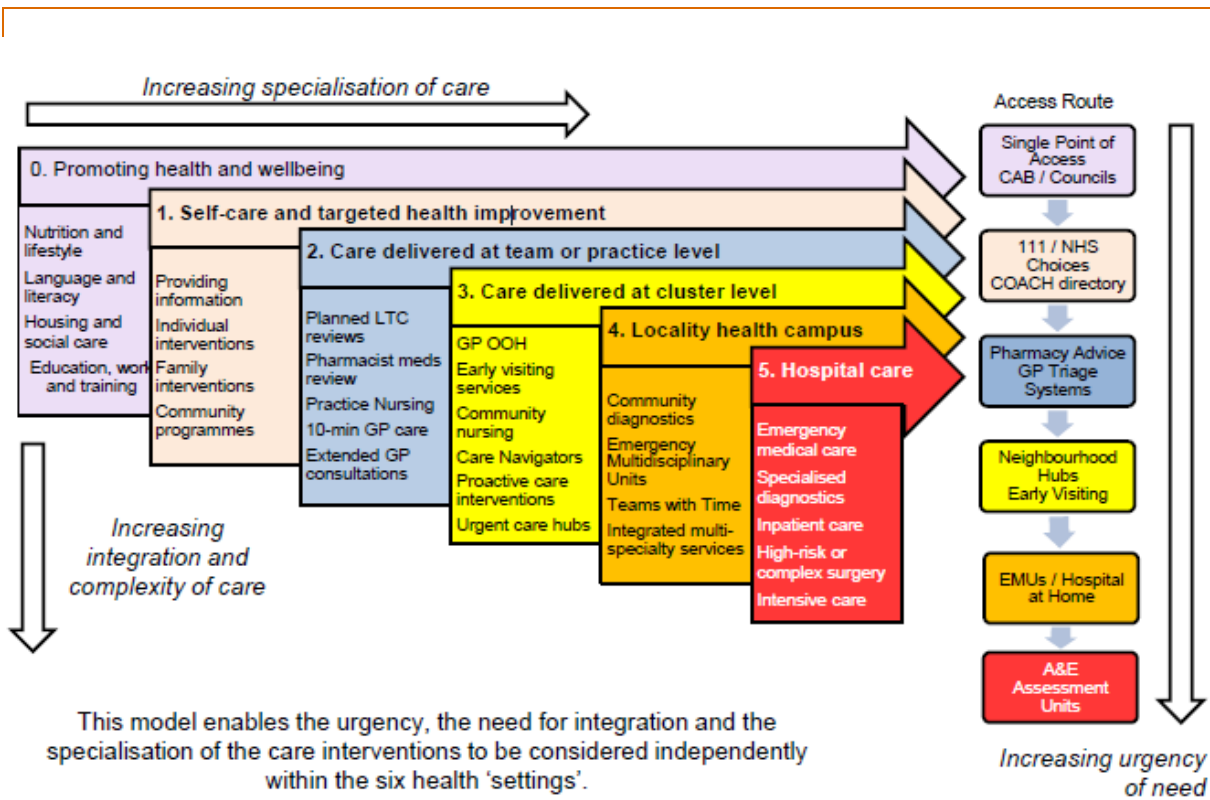 Increasing specialisation of care
Access Route
0. Promoting health and wellbeing
Nutrition and
lifestyle
Language and
literacy
Housing and
social care
Education, work
and training
1. Self-care and targeted health improvement
Providing
information
Individual
interventions
Family
interventions
Community
programmes
2. Care delivered at team or practice level
Planned LTC
reviews
Pharmacist meds
review
Practice Nursing
10-min GP care
Extended GP
consultations
3. Care delivered at cluster level
GP OOH
Early visiting
services
Community
nursing
Care Navigators
Proactive care
interventions
Urgent care hubs
4. Locality health campus
Community
diagnostics
Emergency
Multidisciplinary
Units
Teams with Time
Integrated multi-
specialty services
5. Hospital care
Emergency
medical care
Specialised
diagnostics
Inpatient care
High-risk or
complex surgery
Intensive care
Single Point of
Access
CAB / Councils
111 / NHS
Choices
COACH directory
Pharmacy Advice
GP Triage
Systems
Neighbourhood
Hubs
Early Visiting
EMUs / Hospital
at Home
A&E
Assessment
Units
Increasing
integration and
complexity of care
This model enables the urgency, the need for integration and the
specialisation of the care interventions to be considered independently
within the six health ‘settings’.
Increasing urgency
of need